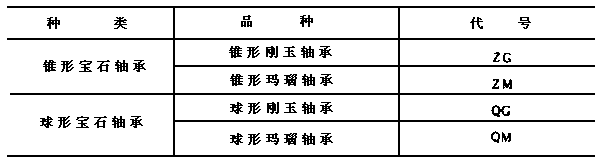 种 类 品 种 代 号
锥形宝石轴承 锥形刚玉轴承 ZG
锥形玛瑙轴承 ZM
球形宝石轴承 球形刚玉轴承 QG
球形玛瑙轴承 QM